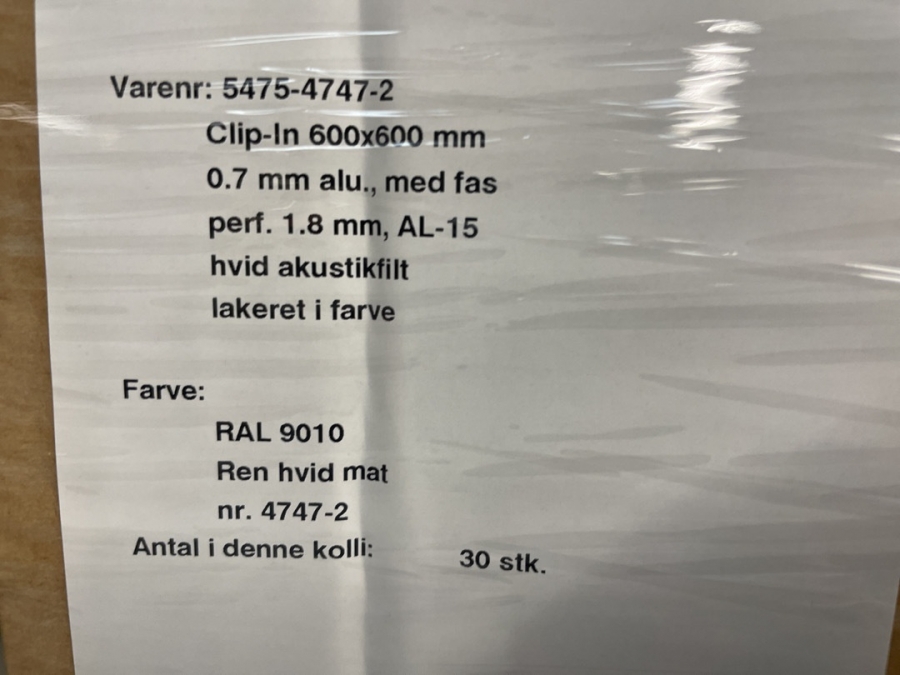 Varenr: 5475-4747-2
Clip-In 600x600 mm
0.7 mm alu., med fas
perf. 1.8 mm, AL-15
hvid akustikfilt
lakeret i farve
Farve:
RAL 9010
Ren hvid mat
nr. 4747-2
Antal i denne kolli: 30 stk.